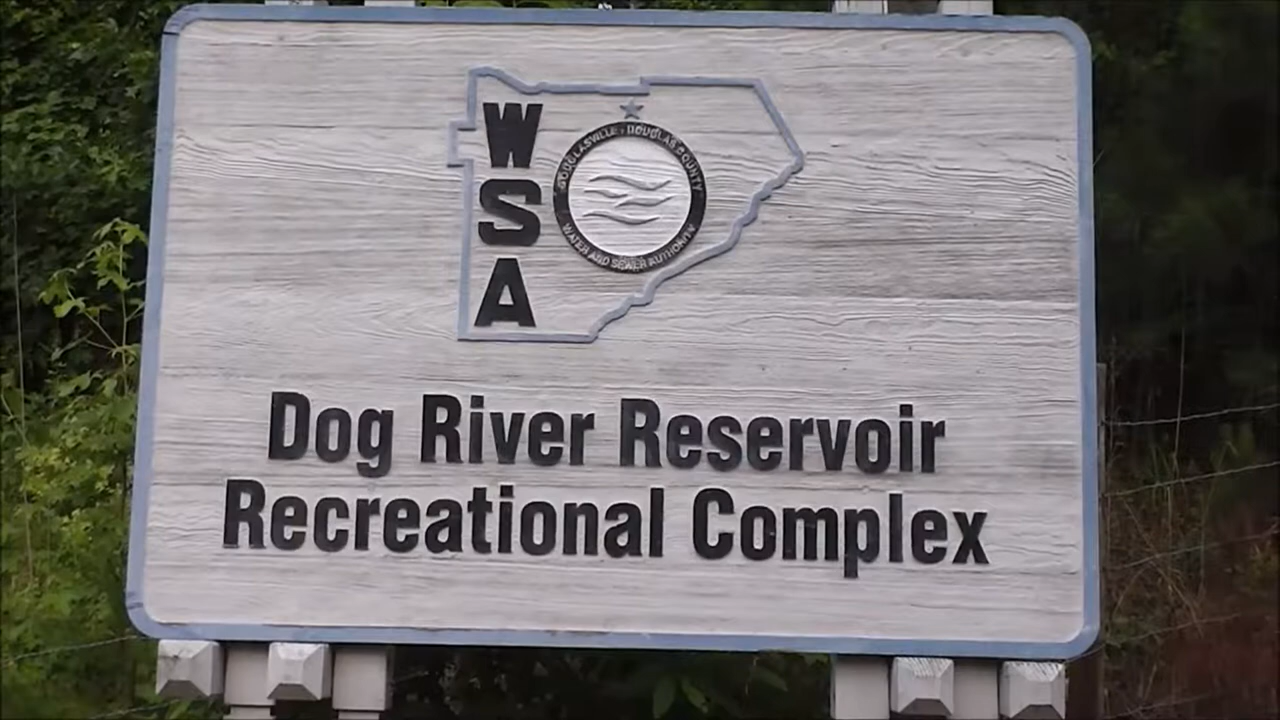 W
S
A
DOUGLASVILLE - DOUGLAS COUNTY
WATER AND SEWER AUTHORITY
Dog River Reservoir
Recreational Complex